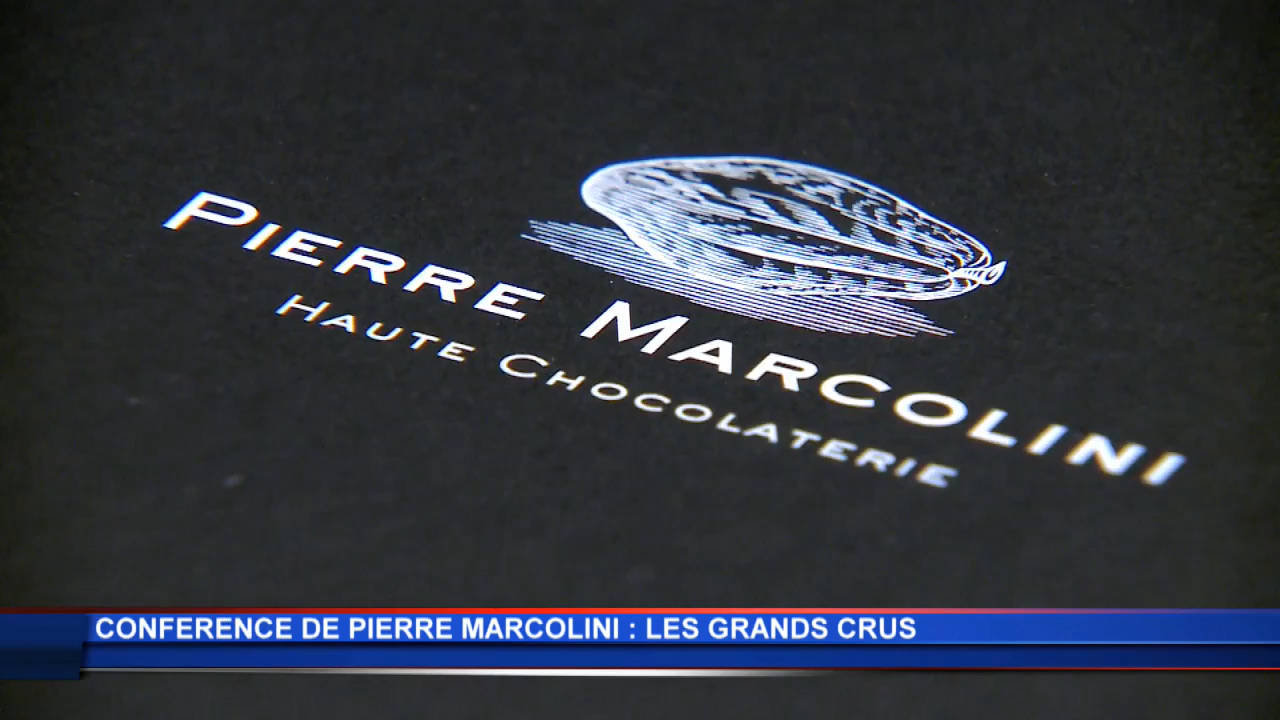 PIERRE MARCOLINI
HAUTE CHOCOLATERIE
CONFERENCE DE PIERRE MARCOLINI : LES GRANDS CRUS